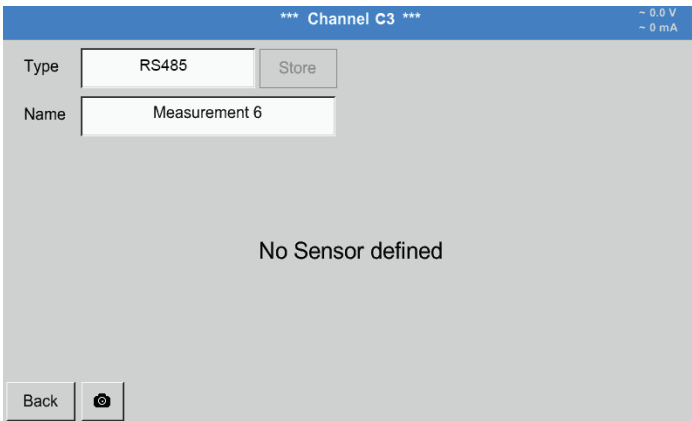 *** Channel C3 ***
~ 0.0 V
~ 0 mA
Type RS485 Store
Name Measurement 6
No Sensor defined
Back